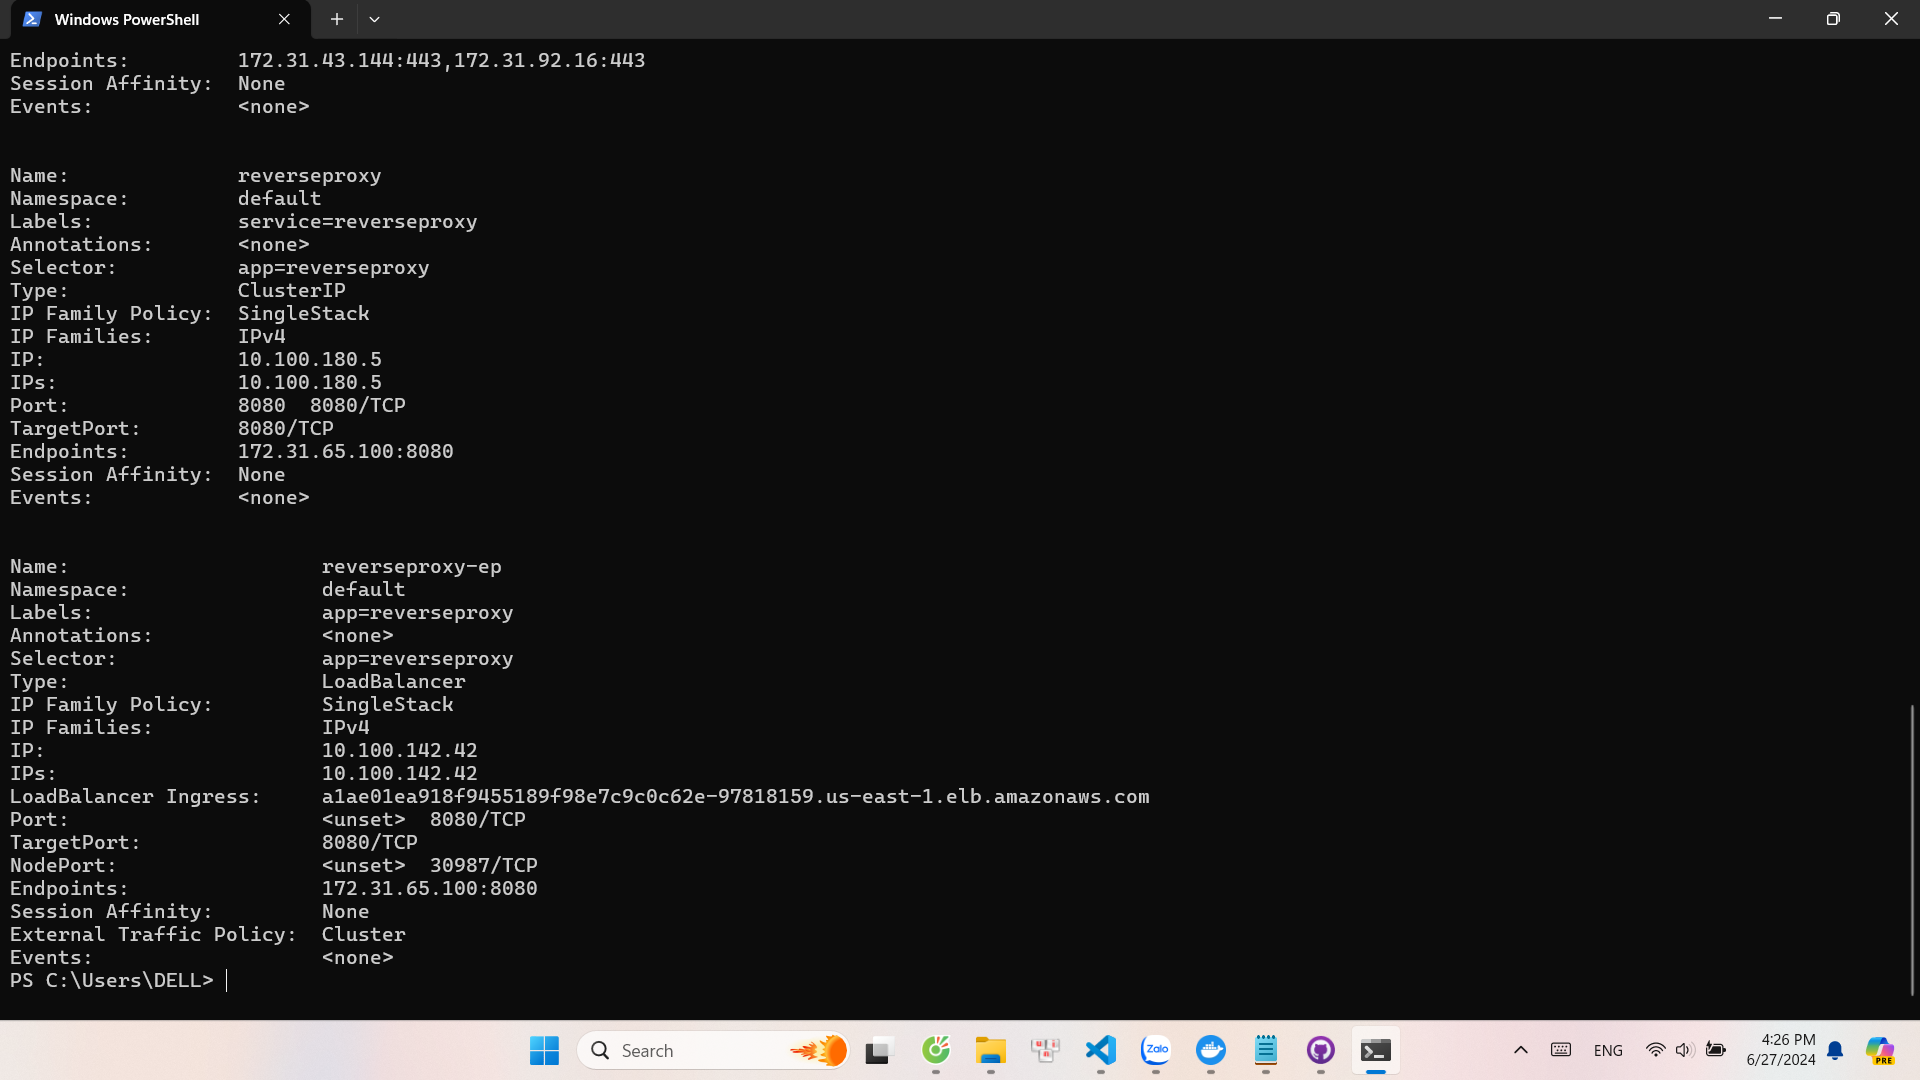 Windows PowerShell
Endpoints: 172.31.43.144:443,172.31.92.16:443
Session Affinity: None
Events: <none>
Name: reverseproxy
Namespace: default
Labels: service=reverseproxy
Annotations: <none>
Selector: app=reverseproxy
Type: ClusterIP
IP Family Policy: SingleStack
IP Families: IPv4
IP: 10.100.180.5
IPs: 10.100.180.5
Port: 8080 8080/TCP
TargetPort: 8080/TCP
Endpoints: 172.31.65.100:8080
Session Affinity: None
Events: <none>
Name: reverseproxy-ep
Namespace: default
Labels: app=reverseproxy
Annotations: <none>
Selector: app=reverseproxy
Type: LoadBalancer
IP Family Policy: SingleStack
IP Families: IPv4
IP: 10.100.142.42
IPs: 10.100.142.42
LoadBalancer Ingress: a1ae01ea918f9455189f98e7c9c0c62e-97818159.us-east-1.elb.amazonaws.com
Port: <unset> 8080/TCP
TargetPort: 8080/TCP
NodePort: <unset> 30987/TCP
Endpoints: 172.31.65.100:8080
Session Affinity: None
External Traffic Policy: Cluster
Events: <none>
PS C:\Users\DELL>
Search
Zalo
ENG
4:26 PM
6/27/2024
PRE